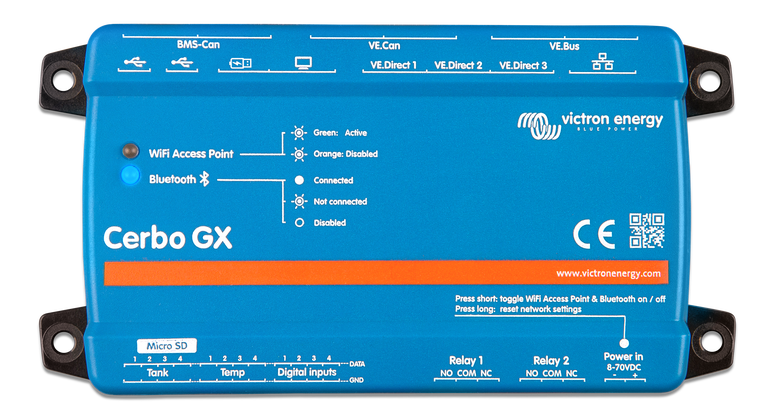 BMS-Can VE.Can VE.Bus
VE.Direct 1 VE.Direct 2 VE.Direct 3
victron energy
BLUE POWER
Green: Active
WiFi Access Point
Orange: Disabled
Bluetooth
Connected
Not connected
Disabled
Cerbo GX
CE
www.victronenergy.com
Press short: toggle WiFi Access Point & Bluetooth on / off
Press long: reset network settings
Micro SD
1 2 3 4 1 2 3 4 1 2 3 4 DATA
Tank Temp Digital inputs
GND
Relay 1 Relay 2 Power in
NO COM NC NO COM NC 8-70VDC
- +